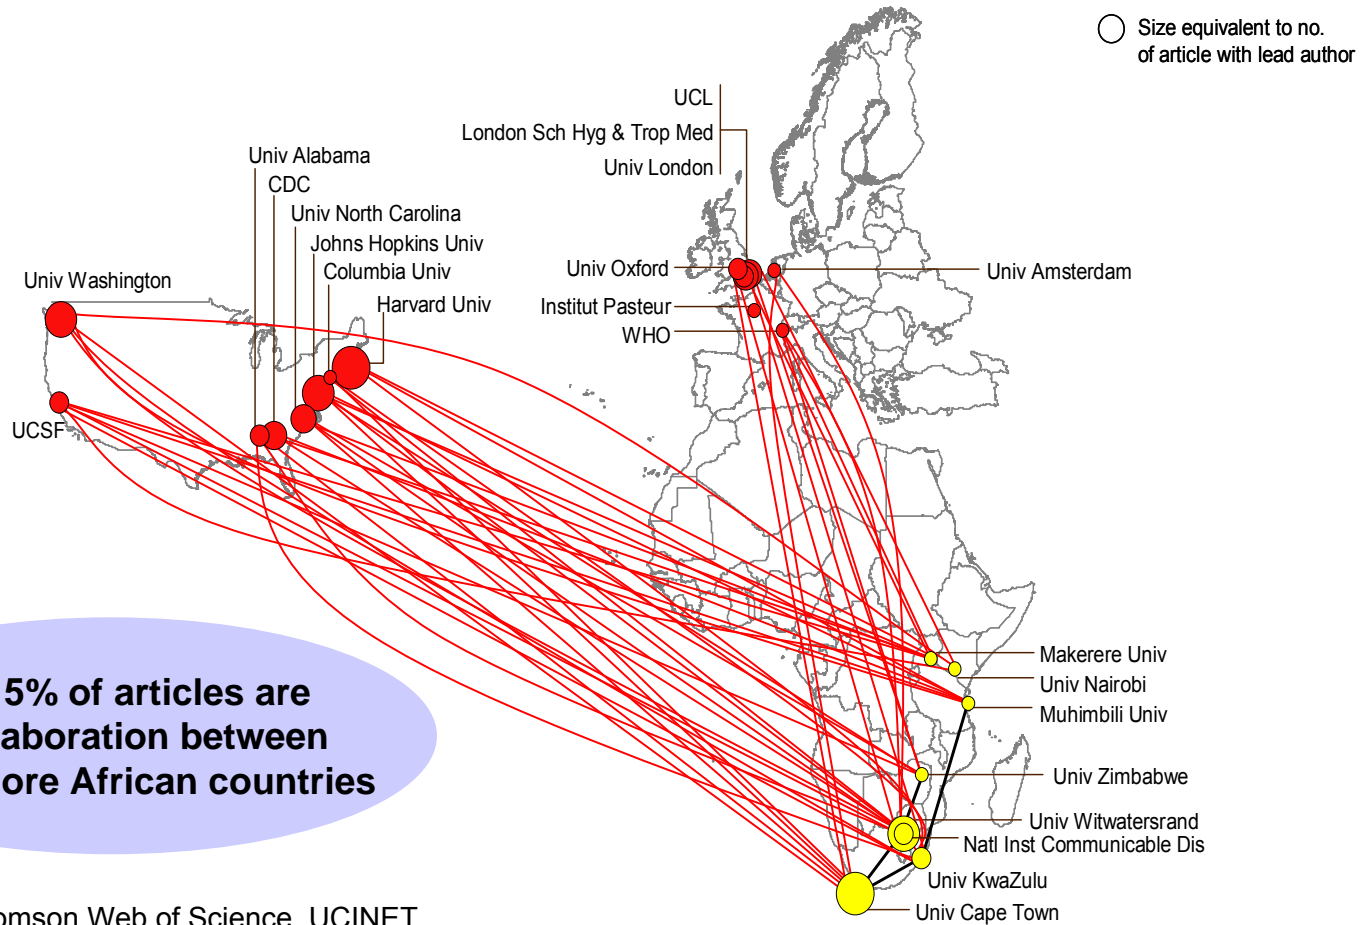 Size equivalent to no.
of article with lead author
UCL
London Sch Hyg & Trop Med
Univ London
Univ Alabama
CDC
Univ North Carolina
Johns Hopkins Univ
Columbia Univ
Harvard Univ
Univ Washington
UCSF
Univ Oxford
Institut Pasteur
WHO
Univ Amsterdam
Makerere Univ
Univ Nairobi
Muhimbili Univ
Univ Zimbabwe
Univ Witwatersrand
Natl Inst Communicable Dis
Univ KwaZulu
Univ Cape Town
5% of articles are
aboration between
ore African countries
omson Web of Science, UCINET